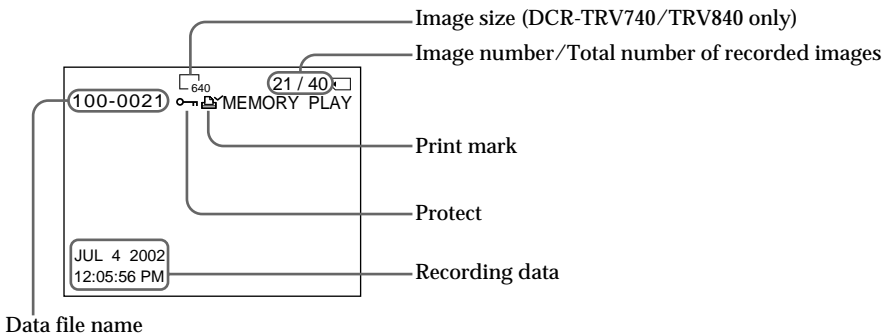 Image size (DCR-TRV740/TRV840 only)
Image number/Total number of recorded images
640
21 / 40
100-0021
MEMORY PLAY
Print mark
Protect
JUL 4 2002
12:05:56 PM
Recording data
Data file name